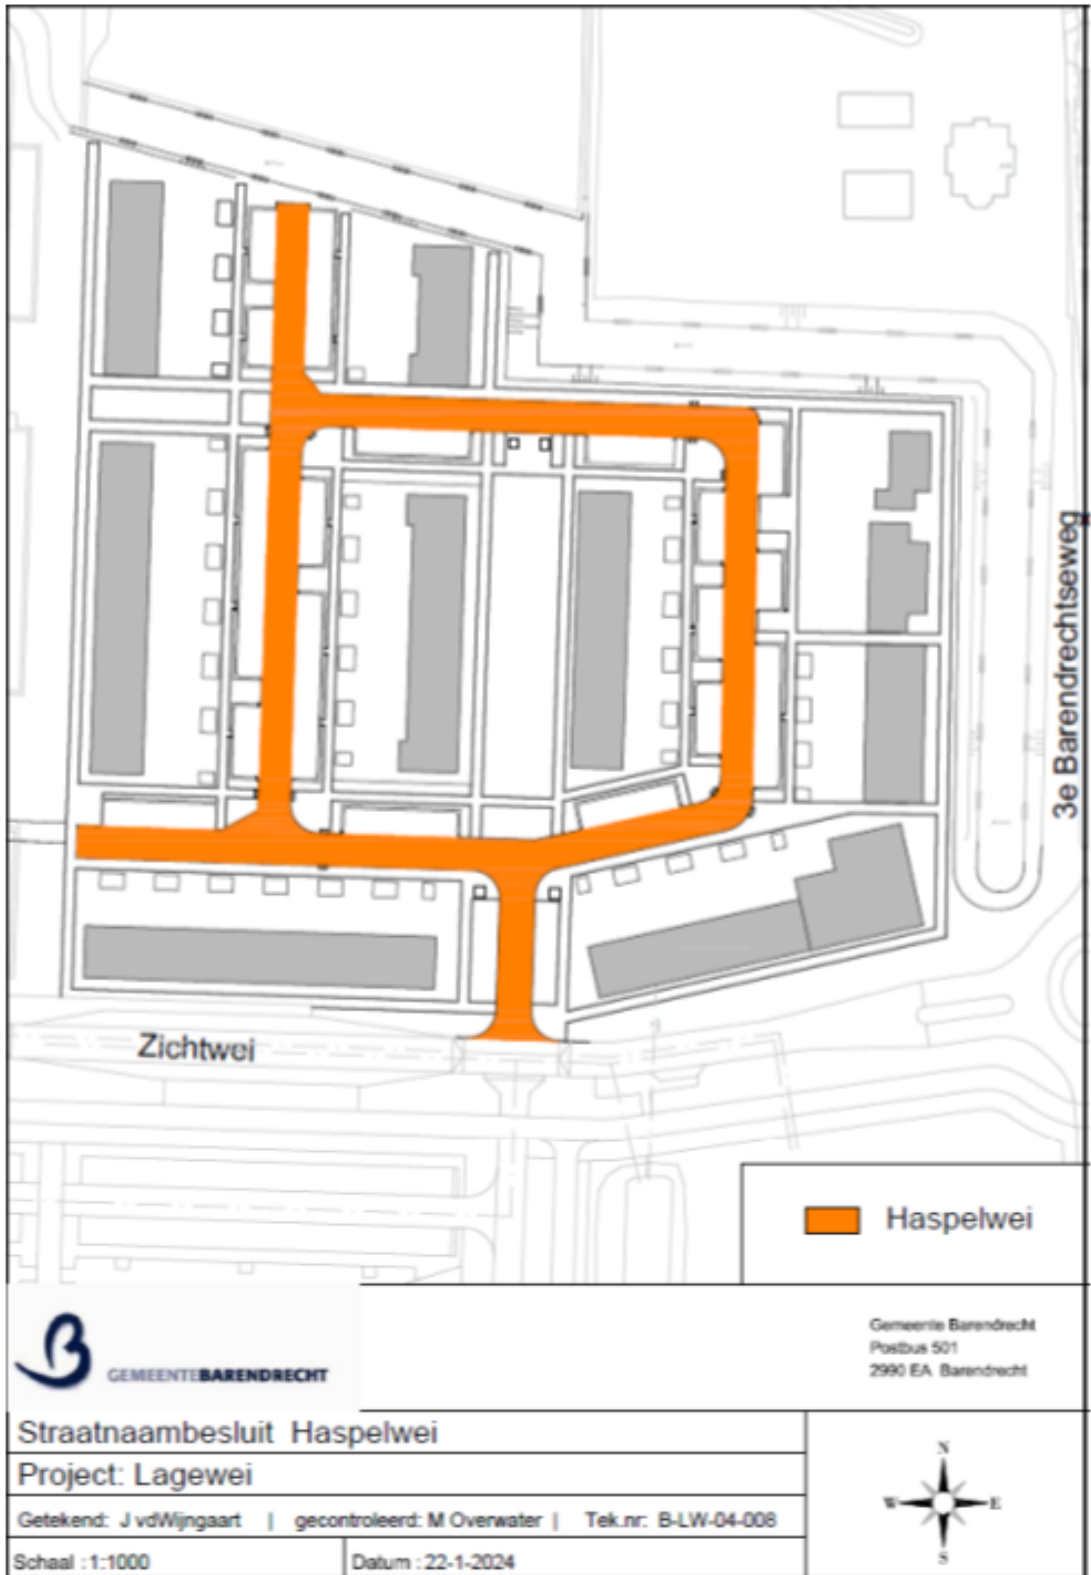 3e Barendrechtseweg
Zichtwei
Haspelwei
GEMEENTEBARENDRECHT
Gemeente Barendrecht
Postbus 501
2990 EA Barendrecht
Straatnaambesluit Haspelwei
Project: Lagewei
Getekend: J vdWijngaart | gecontroleerd: M Overwater | Tek.nr: B-LW-04-008
Schaal : 1:1000
Datum : 22-1-2024
N
W E
S